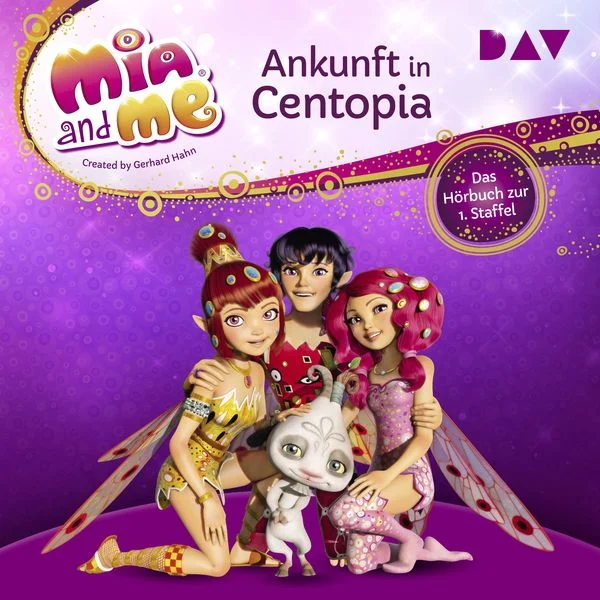 mia
and me®
Created by Gerhard Hahn
Ankunft in
Centopia
DAV
Das
Hörbuch zur
1. Staffel